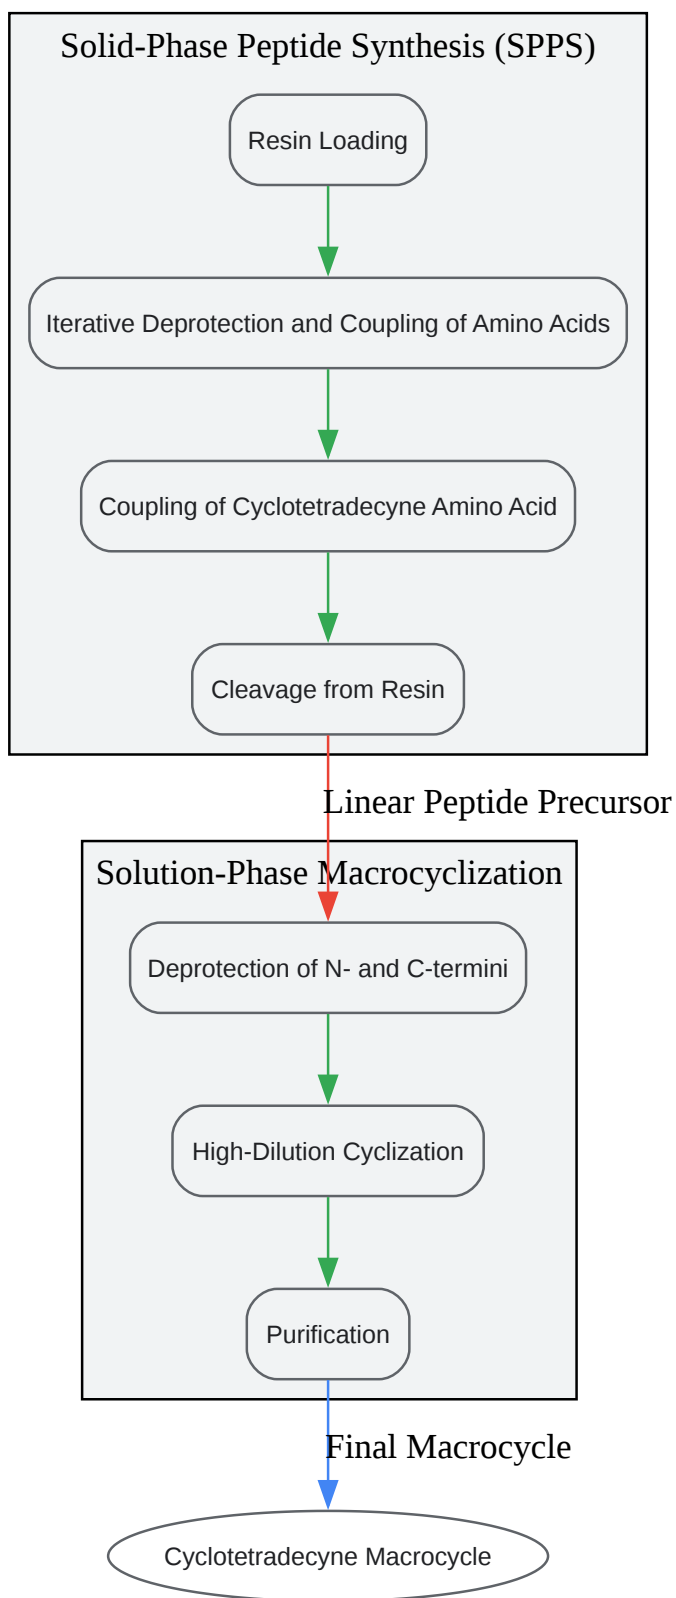 Solid-Phase Peptide Synthesis (SPPS)
Resin Loading
Iterative Deprotection and Coupling of Amino Acids
Coupling of Cyclotetradecyne Amino Acid
Cleavage from Resin
Linear Peptide Precursor
Solution-Phase Macrocyclization
Deprotection of N- and C-termini
High-Dilution Cyclization
Purification
Final Macrocycle
Cyclotetradecyne Macrocycle